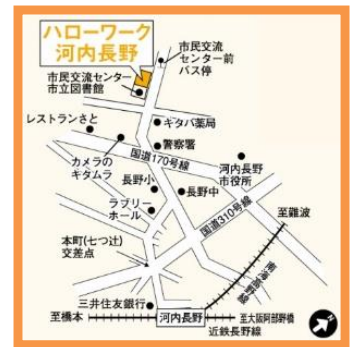 ハローワーク
河内長野
市民交流
センター前
バス停
市民交流センター
市立図書館
レストランさと
キタバ薬局
警察署
カメラの
キタムラ
国道170号線
河内長野
市役所
長野小
長野中
ラブリー
ホール
国道310号線
至難波
本町(七つ辻)
交差点
南海高野線
三井住友銀行
至橋本
河内長野
至大阪阿部野橋
近鉄長野線
N